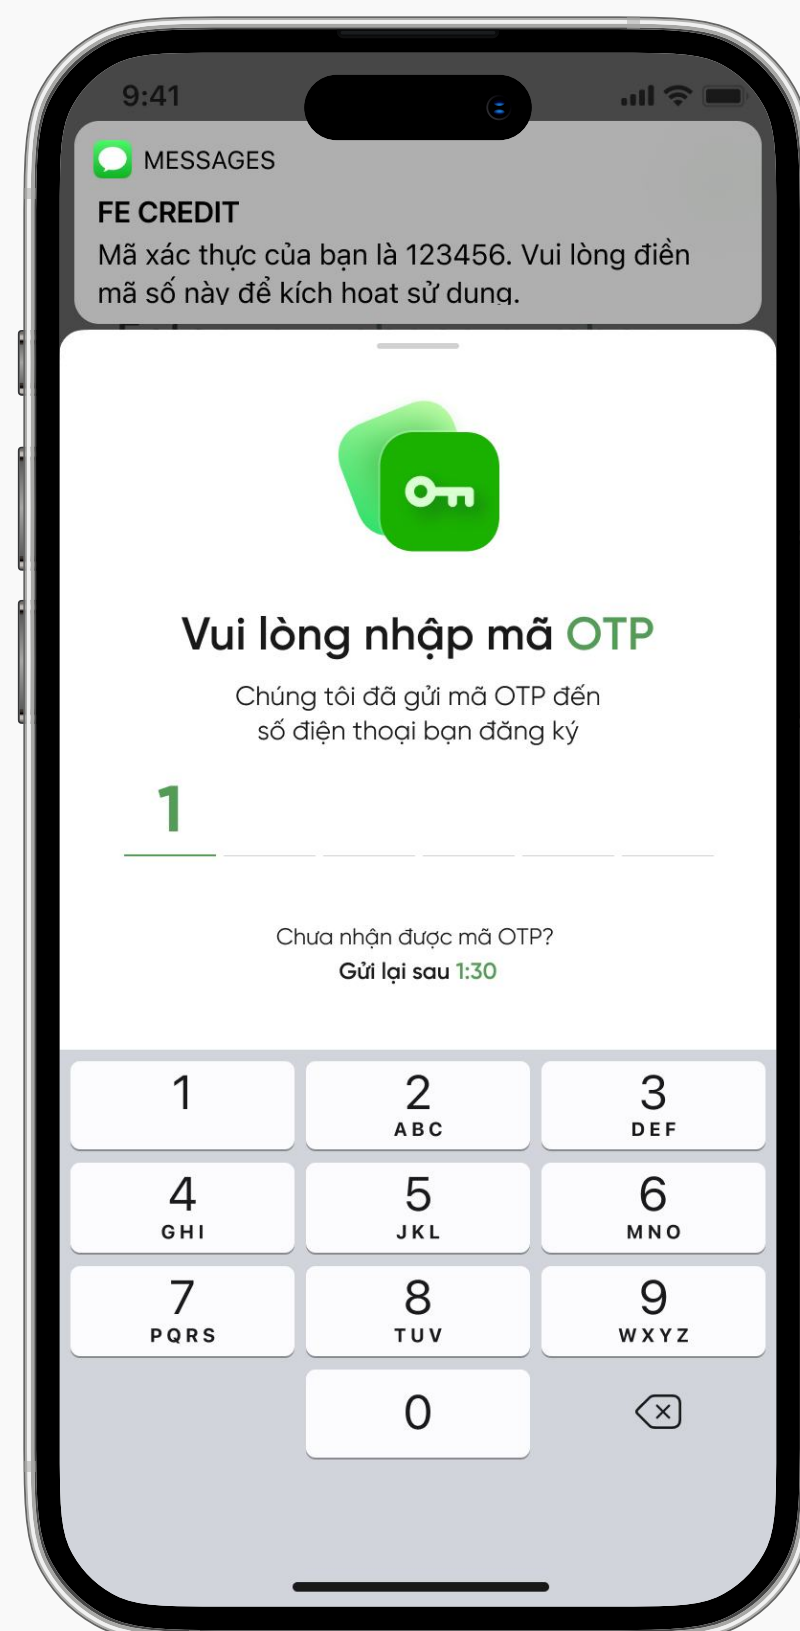 9:41
MESSAGES
FE CREDIT
Mã xác thực của bạn là 123456. Vui lòng điền
mã số này để kích hoạt sử dụng.
Vui lòng nhập mã OTP
Chúng tôi đã gửi mã OTP đến
số điện thoại bạn đăng ký
1
Chưa nhận được mã OTP?
Gửi lại sau 1:30
1
2
ABC
3
DEF
4
GHI
5
JKL
6
MNO
7
PQRS
8
TUV
9
WXYZ
0